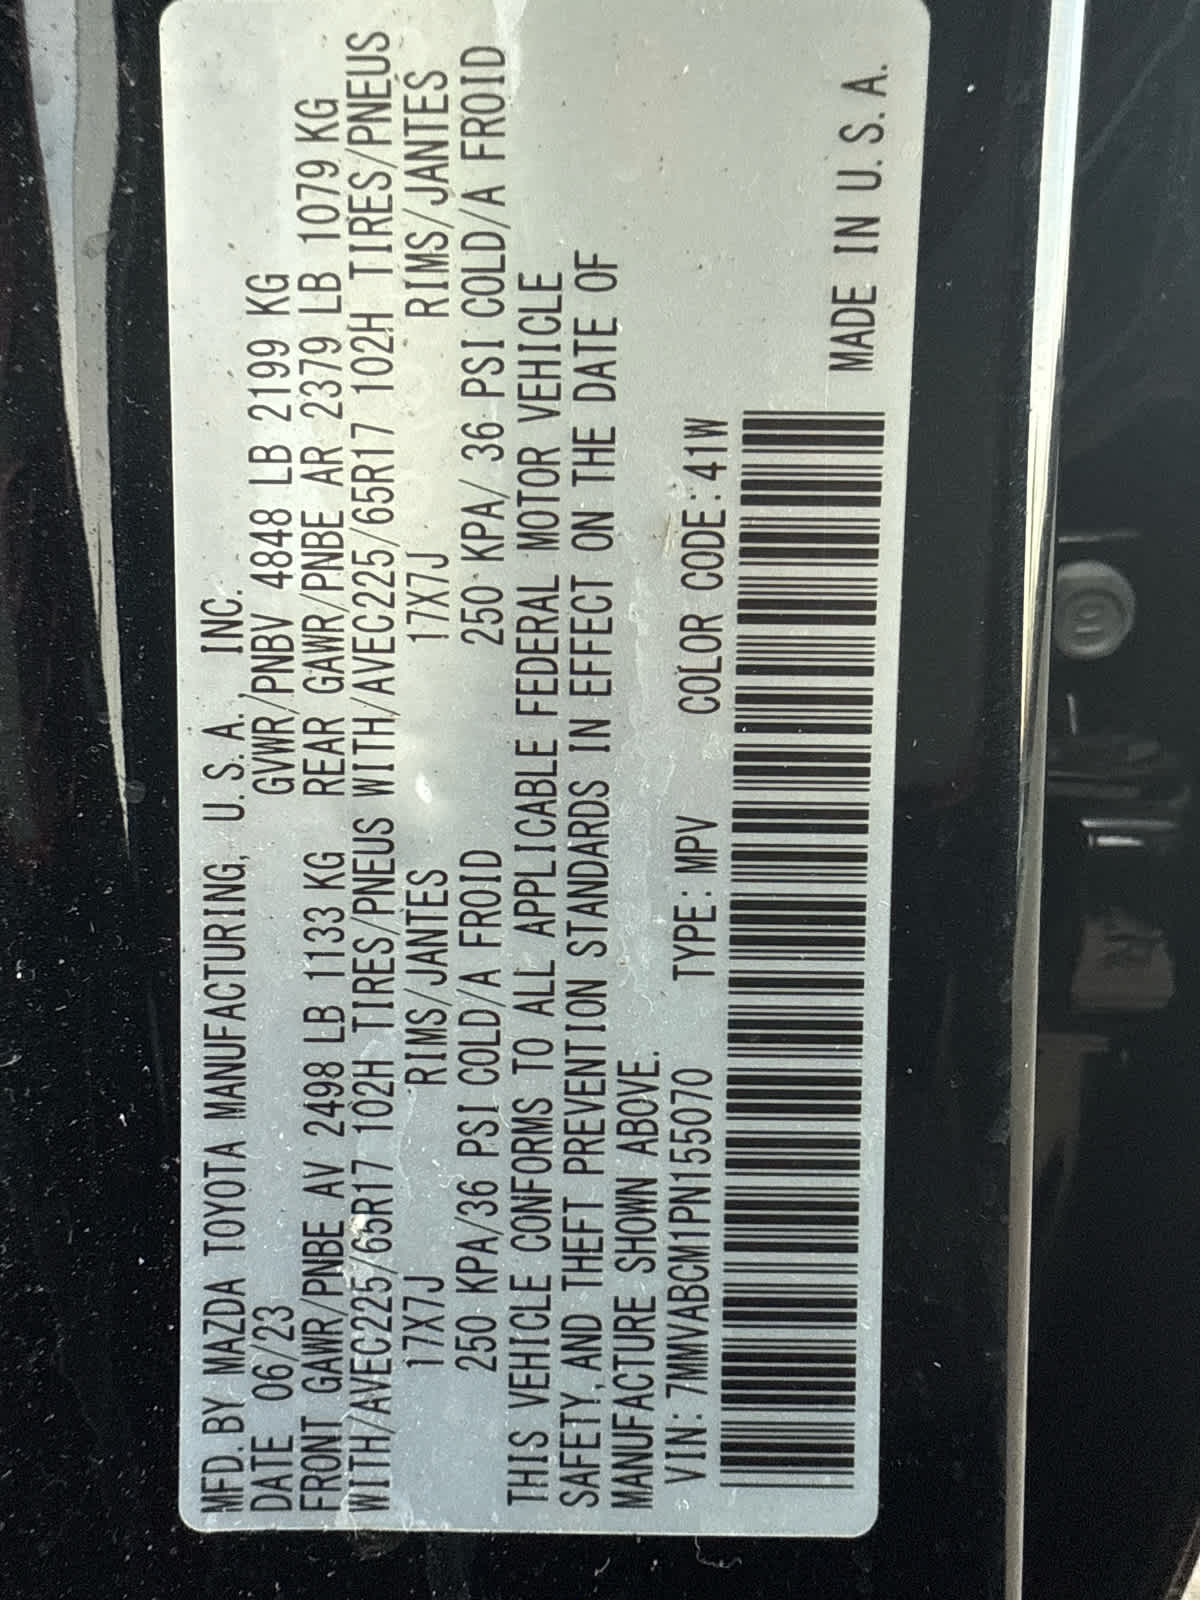 MFD. BY MAZDA TOYOTA MANUFACTURING, U.S.A. INC.
DATE 06/23 GVWR/PNBV 4848 LB 2199 KG
FRONT GAWR/PNBE AV 2498 LB 1133 KG REAR GAWR/PNBE AR 2379 LB 1079 KG
WITH/AVEC225/65R17 102H TIRES/PNEUS WITH/AVEC225/65R17 102H TIRES/PNEUS
17X7J RIMS/JANTES 17X7J RIMS/JANTES
250 KPA/36 PSI COLD/A FROID 250 KPA/ 36 PSI COLD/A FROID
THIS VEHICLE CONFORMS TO ALL APPLICABLE FEDERAL MOTOR VEHICLE
SAFETY, AND THEFT PREVENTION STANDARDS IN EFFECT ON THE DATE OF
MANUFACTURE SHOWN ABOVE.
VIN: 7MMVABCM1PN155070 TYPE: MPV COLOR CODE: 41W
MADE IN U.S.A.